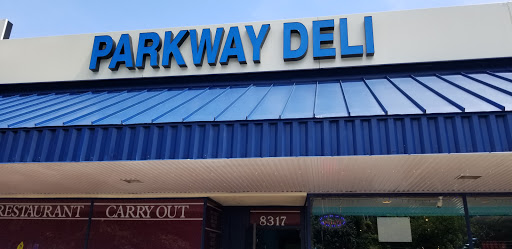 PARKWAY DELI
RESTAURANT CARRY OUT
8317